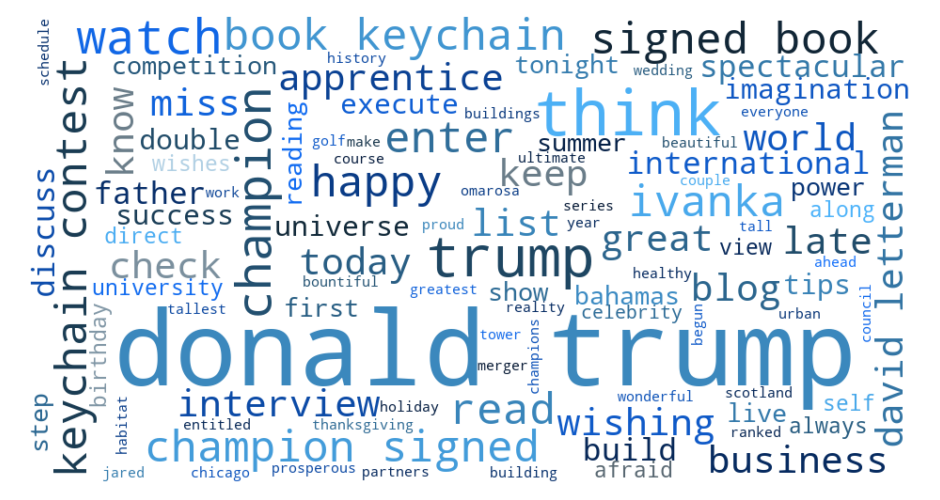 schedule
watch
book keychain
signed book
history
competition
apprentice
tonight
wedding
spectacular
imagination
know
miss
execute
buildings
think
everyone
champion
reading
double
golf
make
enter
summer
beautiful
world
wishes
course
ultimate
international
david letterman
keychain contest
discuss
father
work
happy
omarosa
keep
couple
power
success
universe
proud
list
series
year
ivanka
along
direct
great
tall
view
late
check
today
trump
healthy
ahead
university
bountiful
greatest
show
bahamas
blog
tips
tallest
first
reality
celebrity
urban
council
birthday
donald trump
tower
merger
champions
begun
step
habitat
interview
holiday
read
wonderful
scotland
self
entitled
thanksgiving
wishing
live
ranked
always
champion signed
build
jared
chicago
prosperous
partners
building
afraid
business